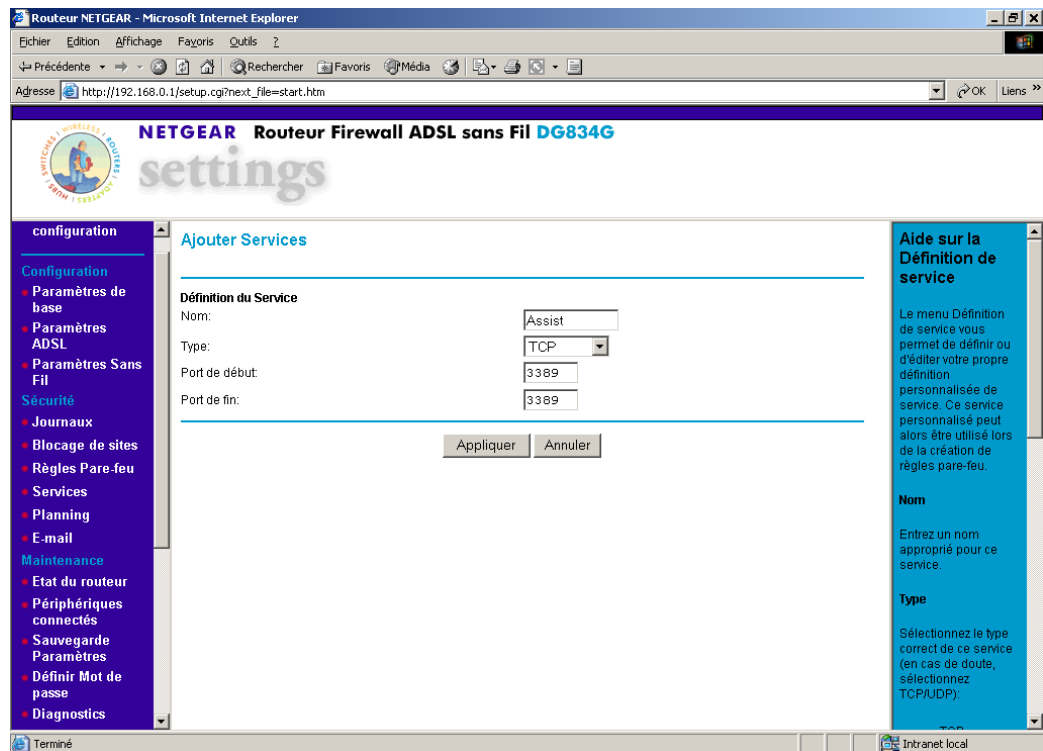 Routeur NETGEAR - Microsoft Internet Explorer
Fichier Edition Affichage Favoris Outils ?
Précédente Rechercher Favoris Média
Adresse http://192.168.0.1/setup.cgi?next_file=start.htm OK Liens »
WIRELESS ROUTERS ADAPTERS HUBS SWITCHES
NETGEAR Routeur Firewall ADSL sans Fil DG834G
settings
configuration
Configuration
Paramètres de
base
Paramètres
ADSL
Paramètres Sans
Fil
Sécurité
Journaux
Blocage de sites
Règles Pare-feu
Services
Planning
E-mail
Maintenance
Etat du routeur
Périphériques
connectés
Sauvegarde
Paramètres
Définir Mot de
passe
Diagnostics
Ajouter Services
Définition du Service
Nom: Assist
Type: TCP
Port de début: 3389
Port de fin: 3389
Appliquer Annuler
Aide sur la
Définition de
service
Le menu Définition
de service vous
permet de définir ou
d'éditer votre propre
définition
personnalisée de
service. Ce service
personnalisé peut
alors être utilisé lors
de la création de
règles pare-feu.
Nom
Entrez un nom
approprié pour ce
service.
Type
Sélectionnez le type
correct de ce service
(en cas de doute,
sélectionnez
TCP/UDP):
Terminé
Intranet local